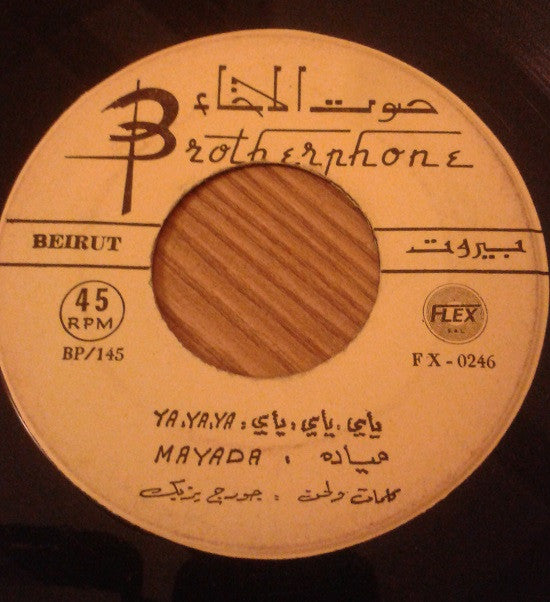 صوت الاخاء
Brotherphone
BEIRUT بيروت
45
RPM
BP/145
FLEX
S.A.L.
FX-0246
YA.YA.YA : يايي ، يايي ، يايي
MAYADA : مياده
كلمات ولحن : جورج يزبك